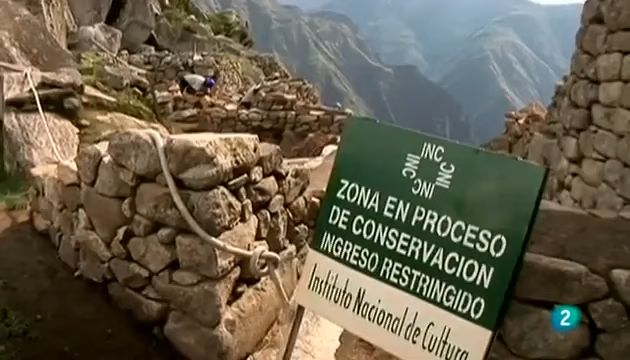 INC
INC
INC
INC
ZONA EN PROCESO
DE CONSERVACION
INGRESO RESTRINGIDO
Instituto Nacional de Cultura
2